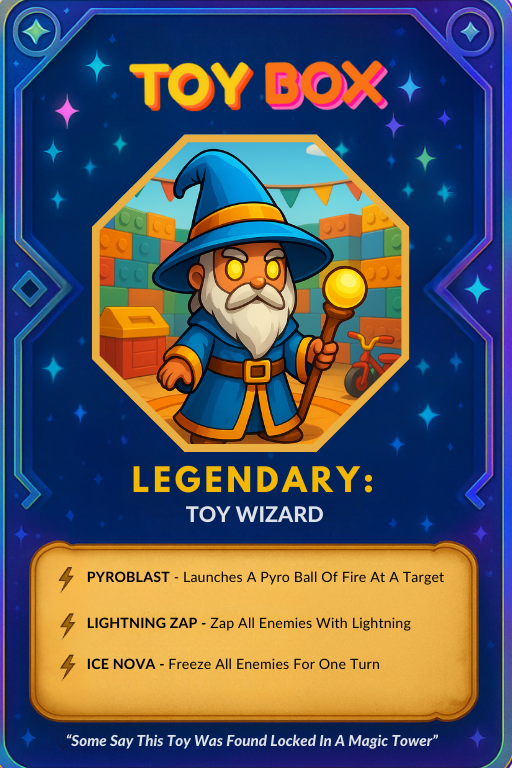 TOY BOX
LEGENDARY:
TOY WIZARD
PYROBLAST - Launches A Pyro Ball Of Fire At A Target
LIGHTNING ZAP - Zap All Enemies With Lightning
ICE NOVA - Freeze All Enemies For One Turn
“Some Say This Toy Was Found Locked In A Magic Tower”